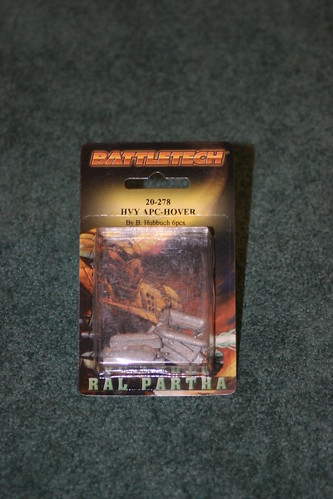 BATTLETECH
20-278
HVY APC-HOVER
By B. Hubbuch 6pcs
RAL PARTHA